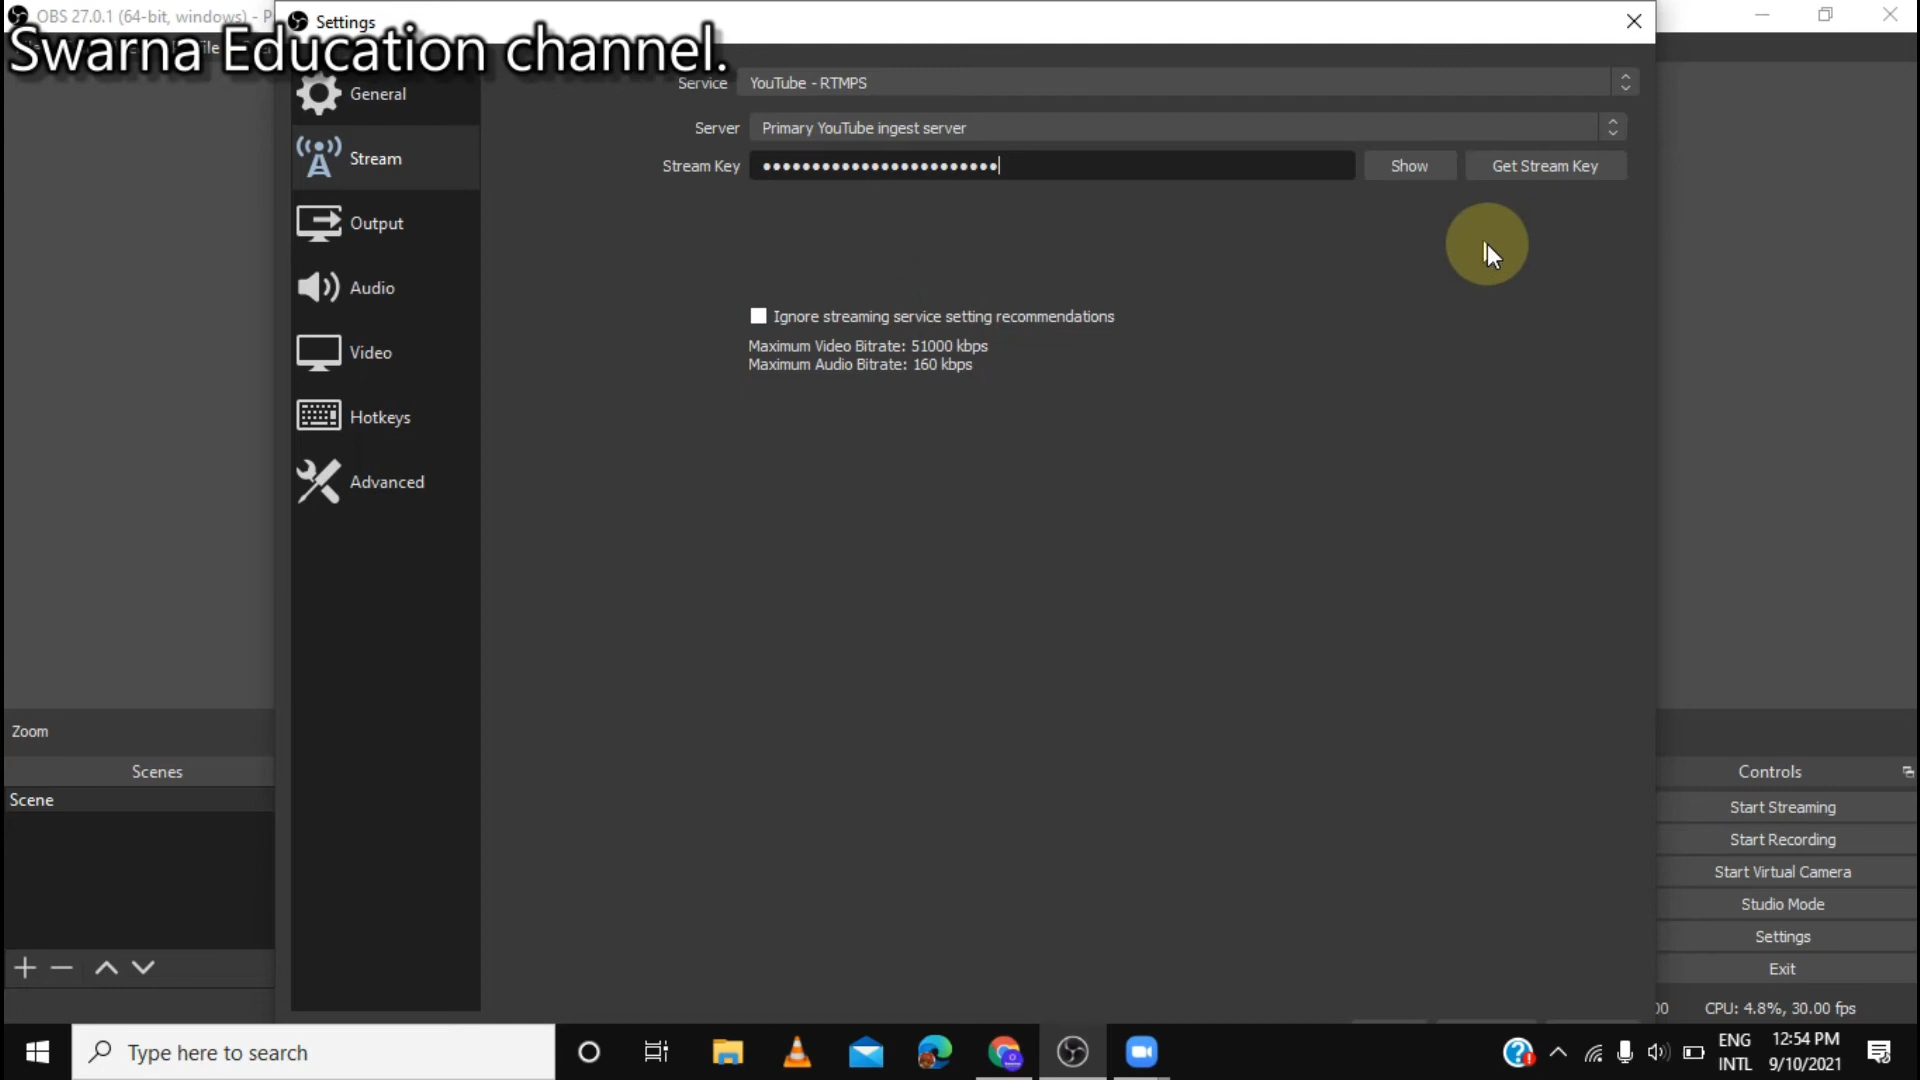 OBS 27.0.1 (64-bit, windows) - P
Settings
Swarna Education channel.
General
Stream
Output
Audio
Video
Hotkeys
Advanced
Service YouTube - RTMPS
Server Primary YouTube ingest server
Stream Key ●●●●●●●●●●●●●●●●●●●●●●●● Show Get Stream Key
Ignore streaming service setting recommendations
Maximum Video Bitrate: 51000 kbps
Maximum Audio Bitrate: 160 kbps
Zoom
Scenes
Scene
Controls
Start Streaming
Start Recording
Start Virtual Camera
Studio Mode
Settings
Exit
CPU: 4.8%, 30.00 fps
Type here to search
ENG
INTL
12:54 PM
9/10/2021